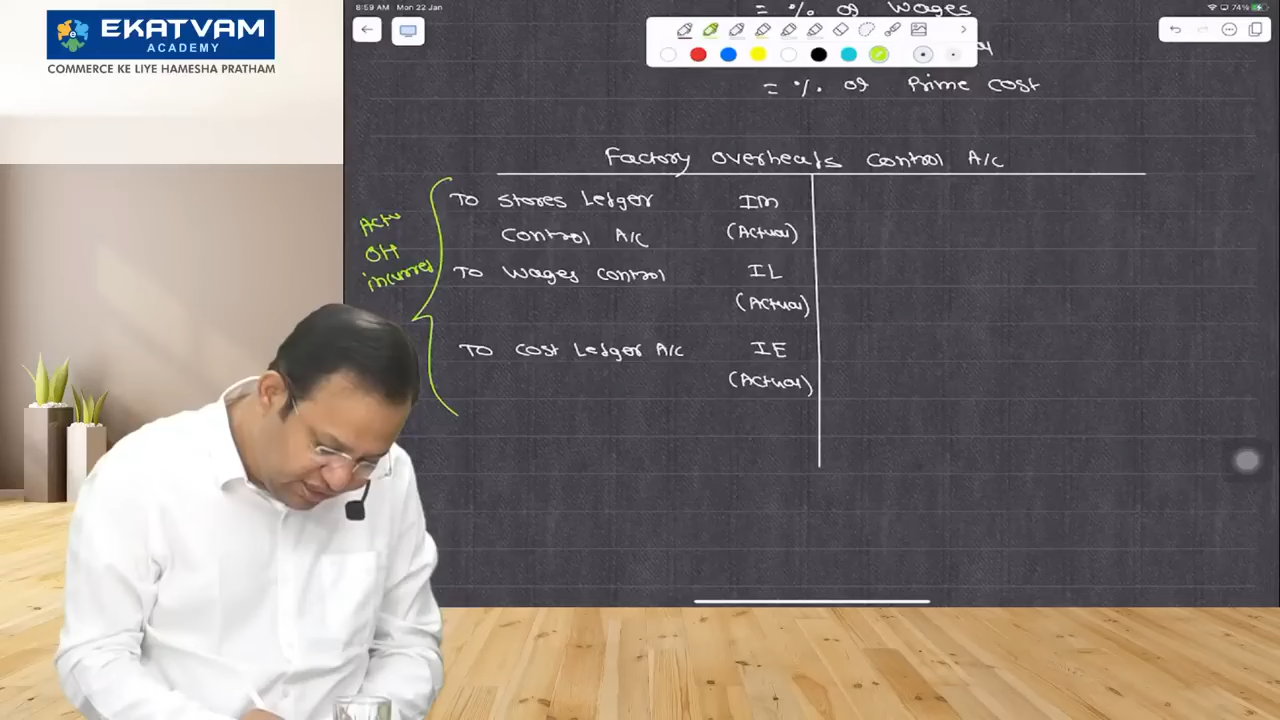 EKATVAM
ACADEMY
COMMERCE KE LIYE HAMESHA PRATHAM
8:59 AM Mon 22 Jan
74%
= % of wages
= % of Prime cost
Factory overheads control A/c
To Stores Ledger IM
control A/c (Actual)
To wages control IL
(Actual)
To cost Ledger A/c IE
(Actual)
OH
incurred